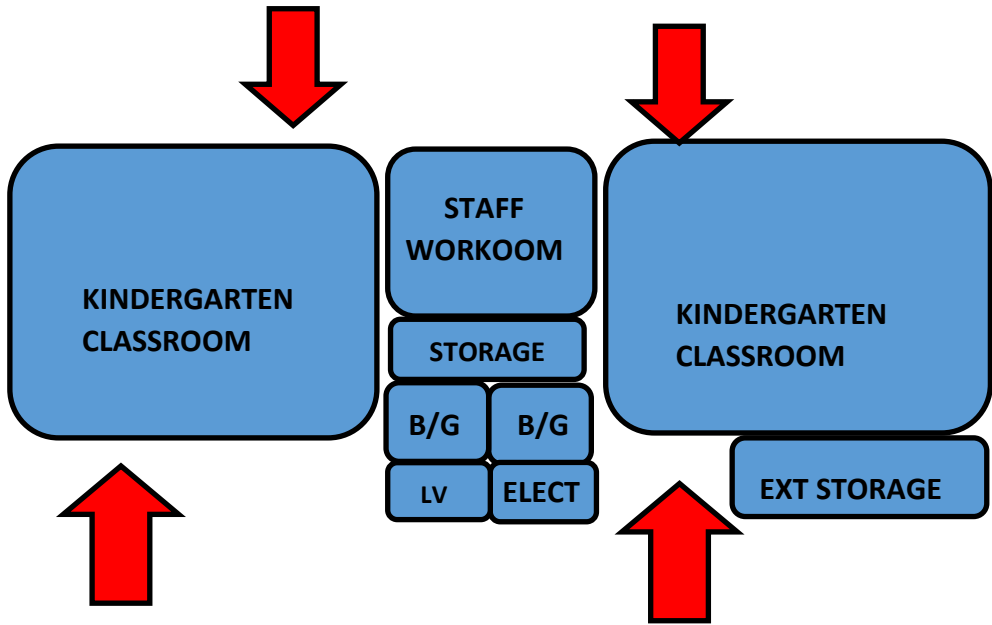 KINDERGARTEN
CLASSROOM
STAFF
WORKOOM
STORAGE
B/G
B/G
LV
ELECT
KINDERGARTEN
CLASSROOM
EXT STORAGE